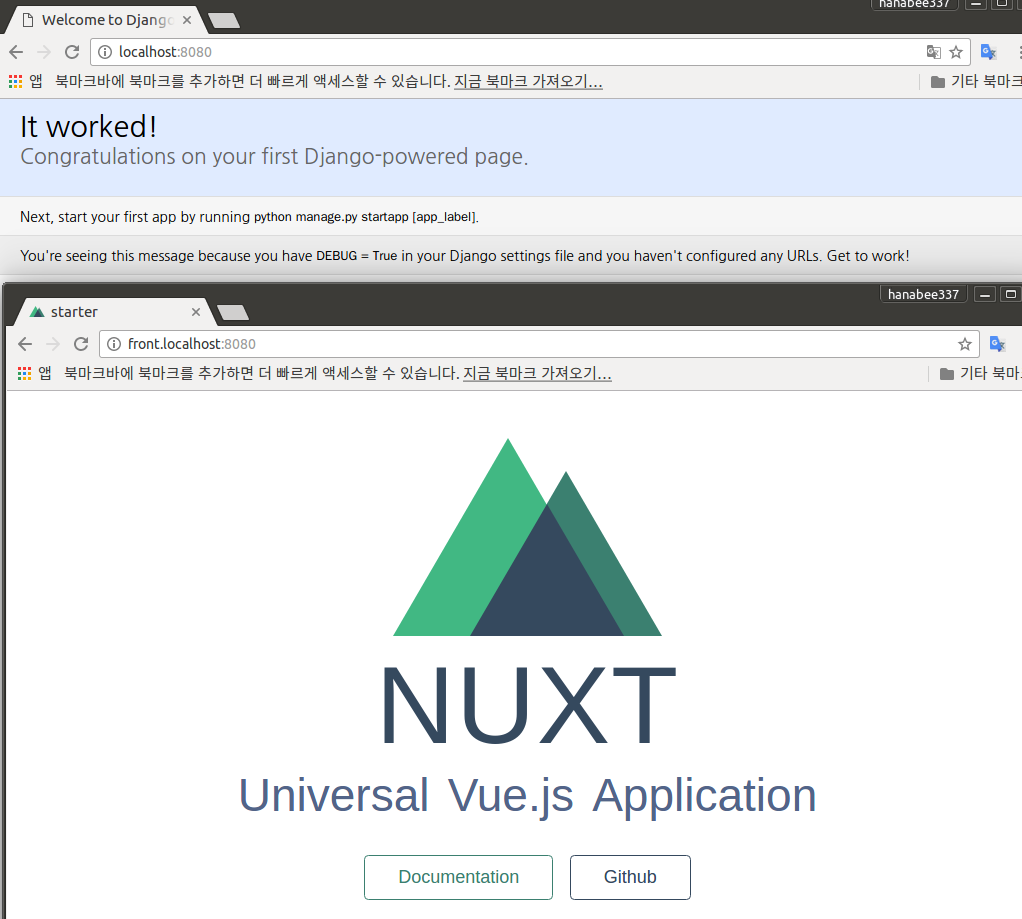 hanabee337
Welcome to Django
localhost:8080
앱 북마크바에 북마크를 추가하면 더 빠르게 액세스할 수 있습니다. 지금 북마크 가져오기... 기타 북마크
It worked!
Congratulations on your first Django-powered page.
Next, start your first app by running python manage.py startapp [app_label].
You're seeing this message because you have DEBUG = True in your Django settings file and you haven't configured any URLs. Get to work!
hanabee337
starter
front.localhost:8080
앱 북마크바에 북마크를 추가하면 더 빠르게 액세스할 수 있습니다. 지금 북마크 가져오기... 기타 북마
NUXT
Universal Vue.js Application
Documentation Github